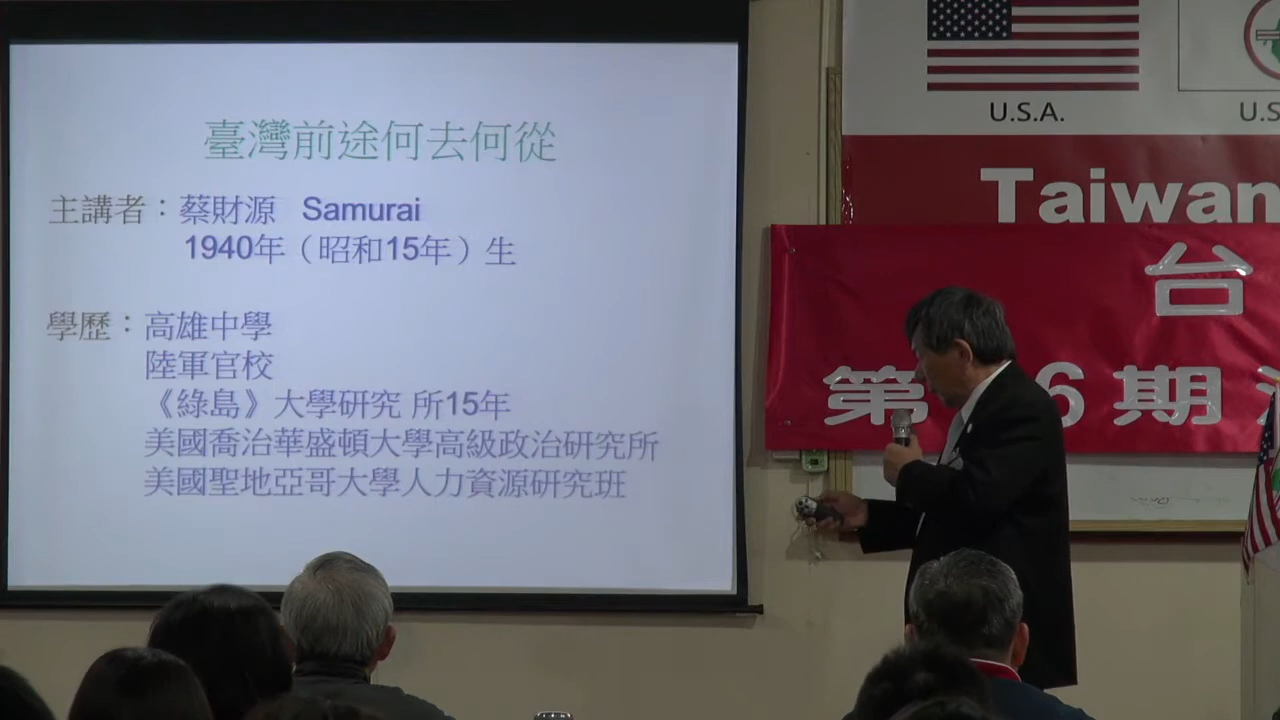 臺灣前途何去何從
主講者：蔡財源 Samurai
1940年（昭和15年）生
學歷：高雄中學
陸軍官校
《綠島》大學研究 所15年
美國喬治華盛頓大學高級政治研究所
美國聖地亞哥大學人力資源研究班
U.S.A.
U.S
Taiwan
台
第 6期